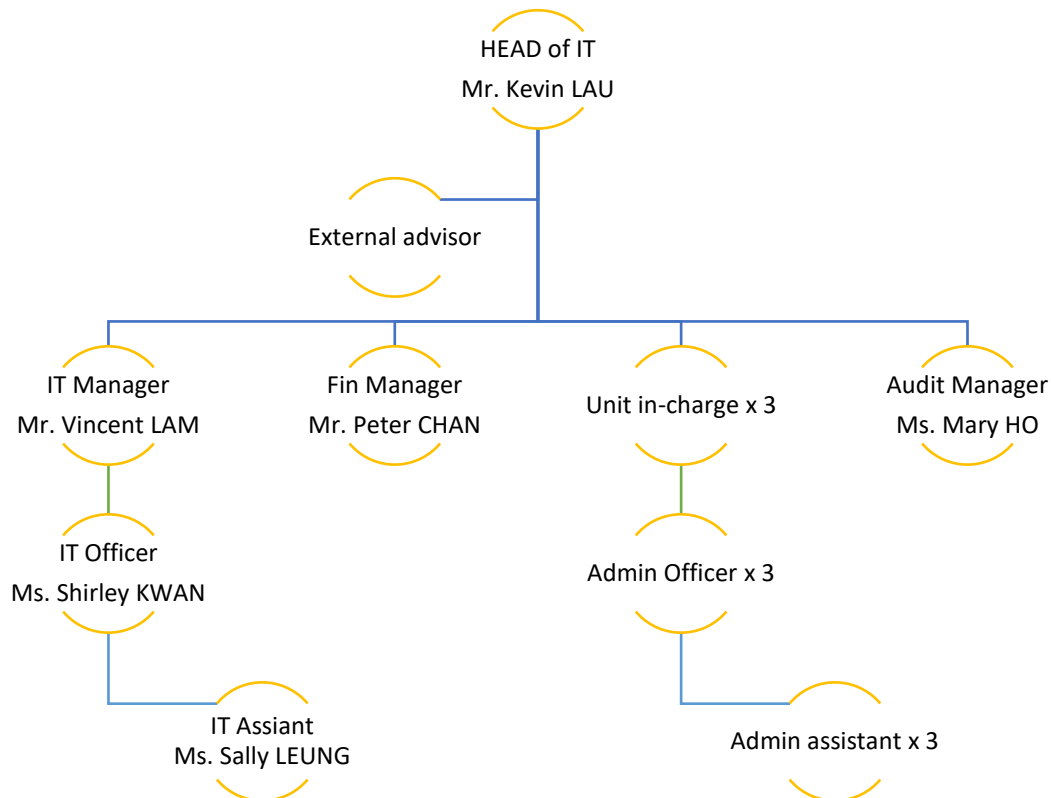 HEAD of IT
Mr. Kevin LAU
External advisor
IT Manager
Mr. Vincent LAM
Fin Manager
Mr. Peter CHAN
Unit in-charge x 3
Audit Manager
Ms. Mary HO
IT Officer
Ms. Shirley KWAN
Admin Officer x 3
IT Assiant
Ms. Sally LEUNG
Admin assistant x 3